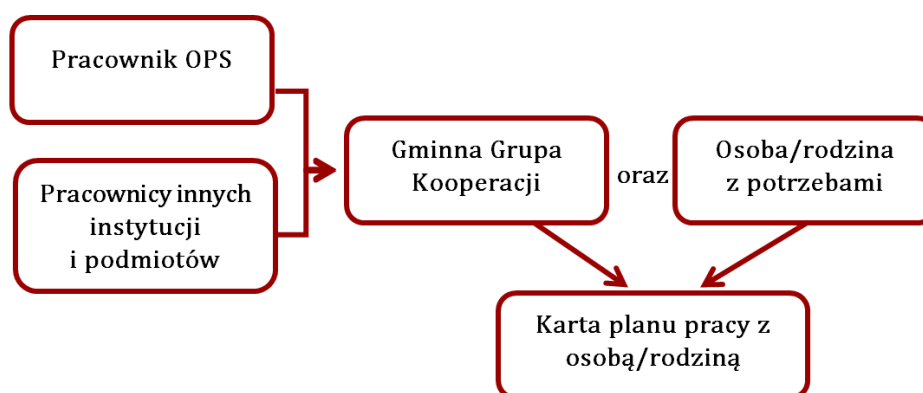 Pracownik OPS
Pracownicy innych
instytucji
i podmiotów
Gminna Grupa
Kooperacji
oraz
Osoba/rodzina
z potrzebami
Karta planu pracy z
osobą/rodziną